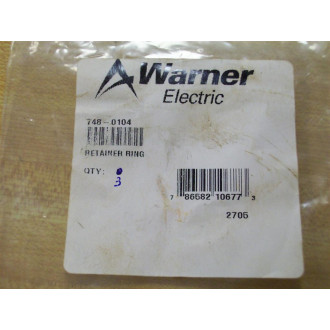 Warner
Electric
748-0104
RETAINER RING
QTY: 3
7 86682 10677 3
2705